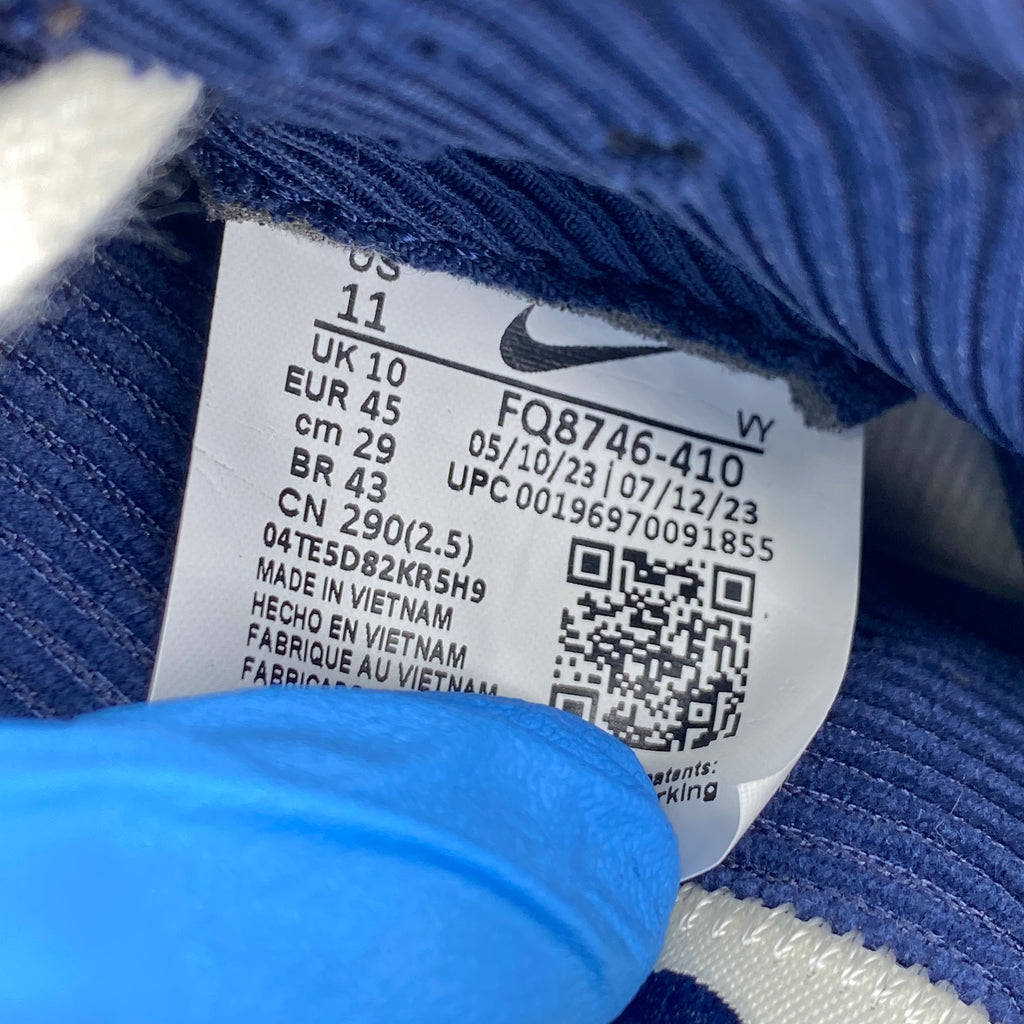 US
11
UK 10
EUR 45
cm 29
BR 43
CN 290(2.5)
04TE5D82KR5H9
MADE IN VIETNAM
HECHO EN VIETNAM
FABRIQUE AU VIETNAM
VY
FQ8746-410
05/10/23 | 07/12/23
UPC 00196970091855